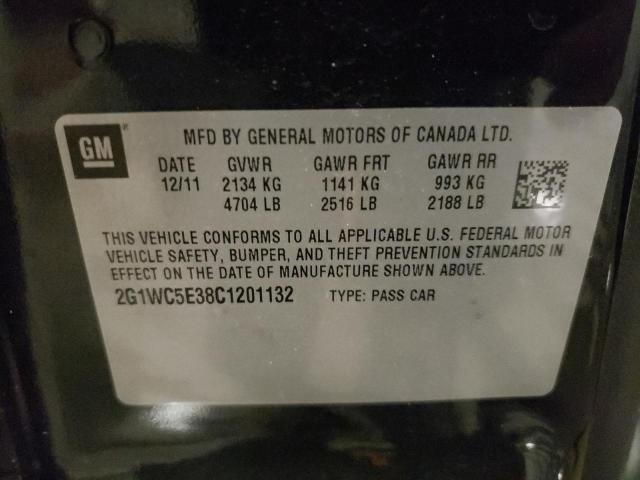 GM
MFD BY GENERAL MOTORS OF CANADA LTD.
DATE GVWR GAWR FRT GAWR RR
12/11 2134 KG 1141 KG 993 KG
4704 LB 2516 LB 2188 LB
THIS VEHICLE CONFORMS TO ALL APPLICABLE U.S. FEDERAL MOTOR
VEHICLE SAFETY, BUMPER, AND THEFT PREVENTION STANDARDS IN
EFFECT ON THE DATE OF MANUFACTURE SHOWN ABOVE.
2G1WC5E38C1201132 TYPE: PASS CAR